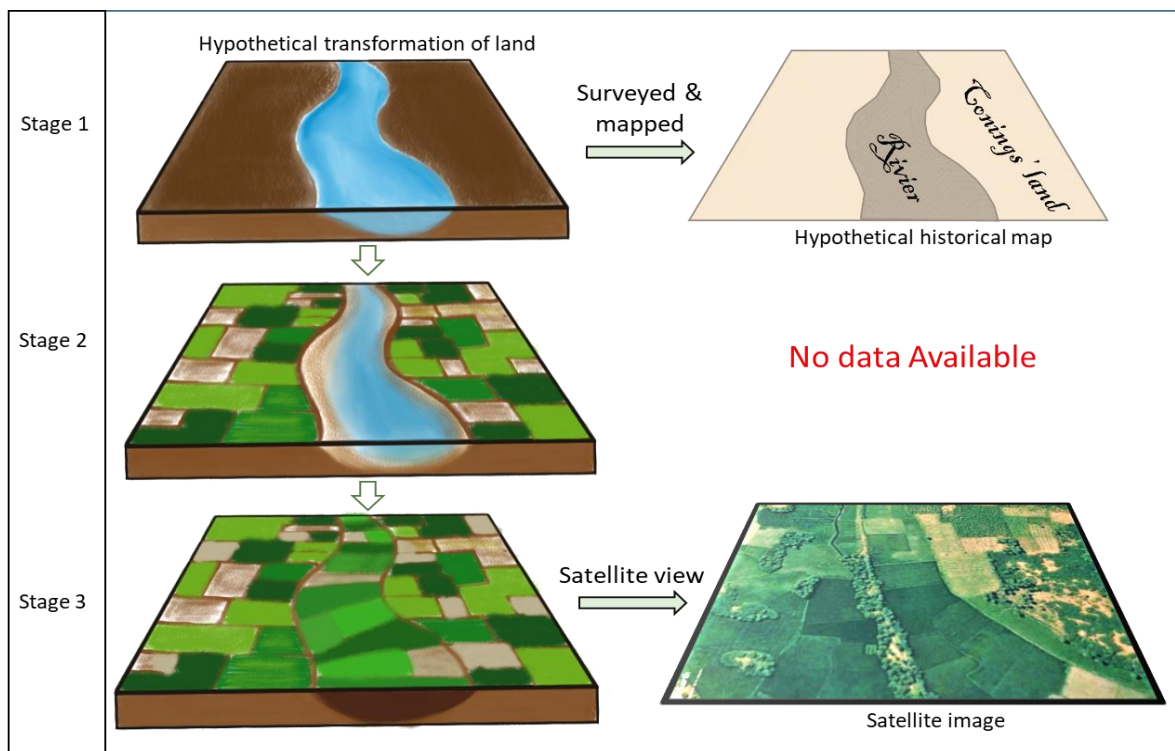 Hypothetical transformation of land
Stage 1
Surveyed &
mapped
Rivier
Conings' land
Hypothetical historical map
Stage 2
No data Available
Stage 3
Satellite view
Satellite image